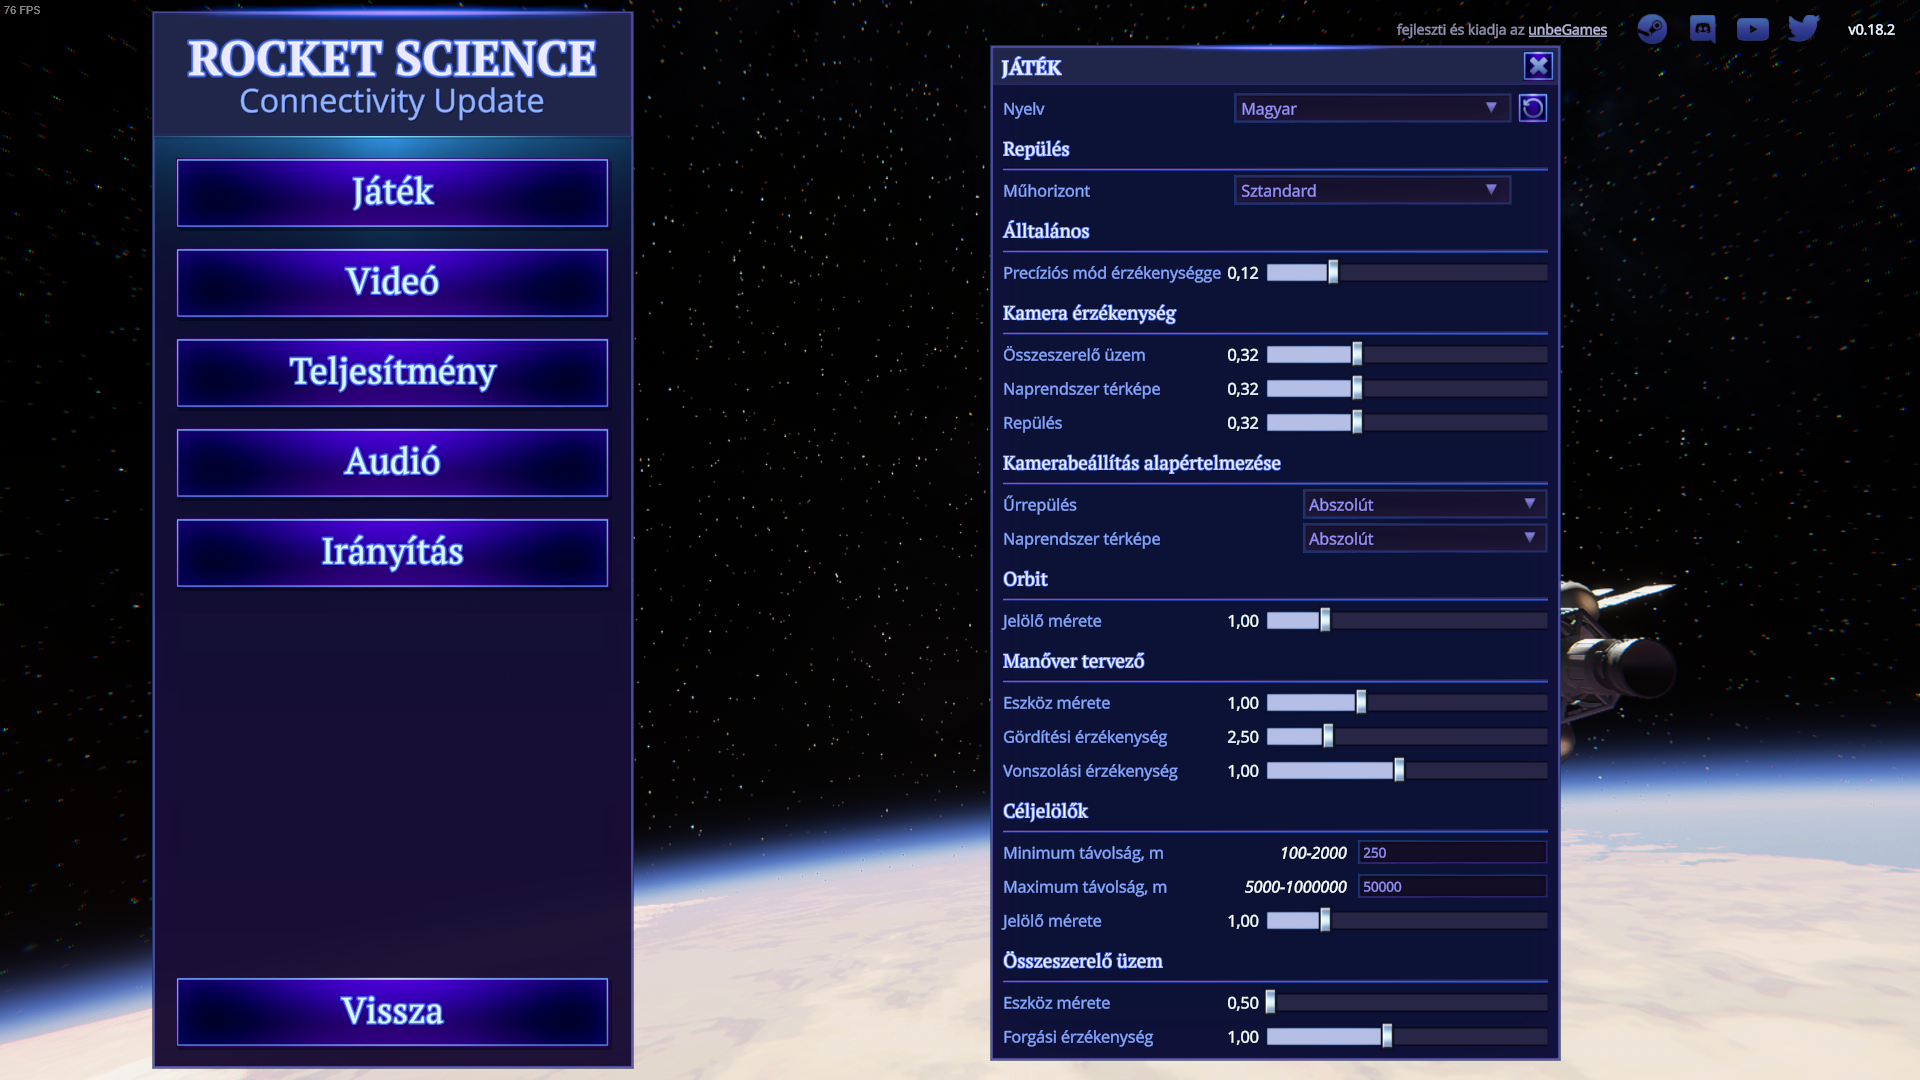 76 FPS
ROCKET SCIENCE
Connectivity Update
Játék
Videó
Teljesítmény
Audió
Irányítás
Vissza
fejleszti és kiadja az unbeGames
v0.18.2
JÁTÉK
Nyelv Magyar
Repülés
Műhorizont Sztandard
Álltalános
Precíziós mód érzékenységge 0,12
Kamera érzékenység
Összeszerelő üzem 0,32
Naprendszer térképe 0,32
Repülés 0,32
Kamerabeállítás alapértelmezése
Űrrepülés Abszolút
Naprendszer térképe Abszolút
Orbit
Jelölő mérete 1,00
Manőver tervező
Eszköz mérete 1,00
Gördítési érzékenység 2,50
Vonszolási érzékenység 1,00
Céljelölők
Minimum távolság, m 100-2000 250
Maximum távolság, m 5000-1000000 50000
Jelölő mérete 1,00
Összeszerelő üzem
Eszköz mérete 0,50
Forgási érzékenység 1,00